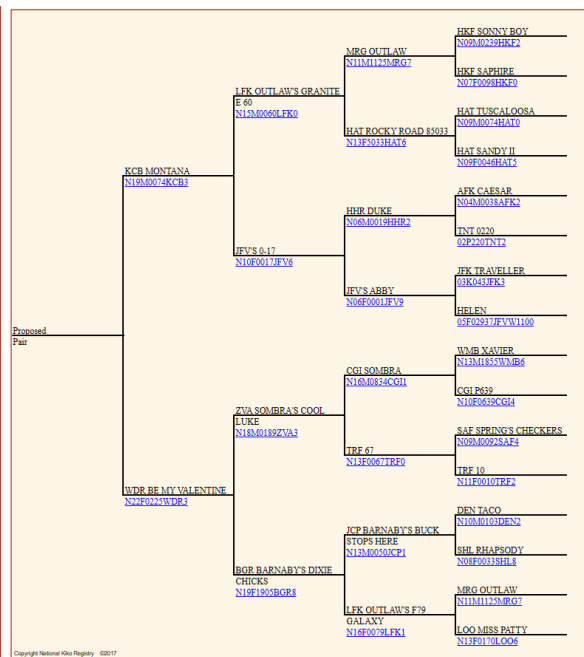 HKF SONNY BOY
N09M0239HKF2
MRG OUTLAW
N11M1125MRG7
HKF SAPHIRE
N07F0098HKF0
LFK OUTLAW'S GRANITE
E 60
N15M0060LFK0
HAT TUSCALOOSA
N09M0074HAT0
HAT ROCKY ROAD 85033
N13F5033HAT6
HAT SANDY II
N09F0046HAT5
KCB MONTANA
N19M0074KCB3
AFK CAESAR
N04M0038AFK2
HHR DUKE
N06M0019HHR2
TNT 0220
02P220TNT2
JFV'S 0-17
N10F0017JFV6
JFK TRAVELLER
03K043JFK3
JFV'S ABBY
N06F0001JFV9
HELEN
05F02937JFVW1100
Proposed
Pair
WMB XAVIER
N13M1855WMB6
CGI SOMBRA
N16M0834CGI1
CGI P639
N10F0639CGI4
ZVA SOMBRA'S COOL
LUKE
N18M0189ZVA3
SAF SPRING'S CHECKERS
N09M0092SAF4
TRF 67
N13F0067TRF0
TRF 10
N11F0010TRF2
WDR BE MY VALENTINE
N22F0225WDR3
DEN TACO
N10M0103DEN2
JCP BARNABY'S BUCK
STOPS HERE
N13M0050JCP1
SHL RHAPSODY
N08F0033SHL8
BGR BARNABY'S DIXIE
CHICKS
N19F1905BGR8
MRG OUTLAW
N11M1125MRG7
LFK OUTLAW'S F79
GALAXY
N16F0079LFK1
LOO MISS PATTY
N13F0170LOO6
Copyright National Kiko Registry ©2017